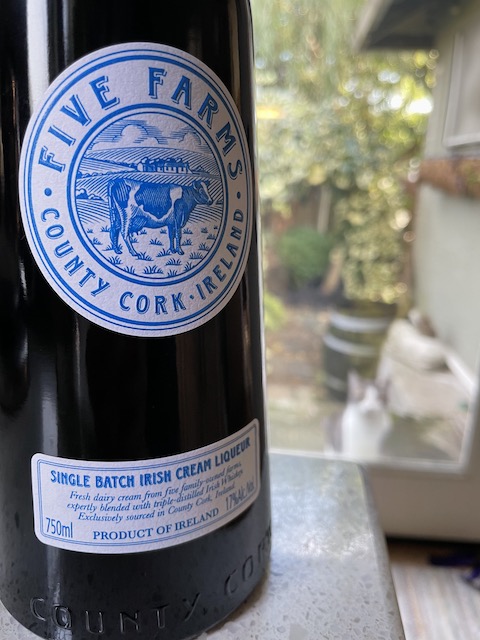 FIVE FARMS
COUNTY CORK · IRELAND
SINGLE BATCH IRISH CREAM LIQUEUR
Fresh dairy cream from five family-owned farms,
expertly blended with triple-distilled Irish Whiskey.
Exclusively sourced in County Cork, Ireland.
750ml
17% Alc./Vol.
PRODUCT OF IRELAND
COUNTY CO